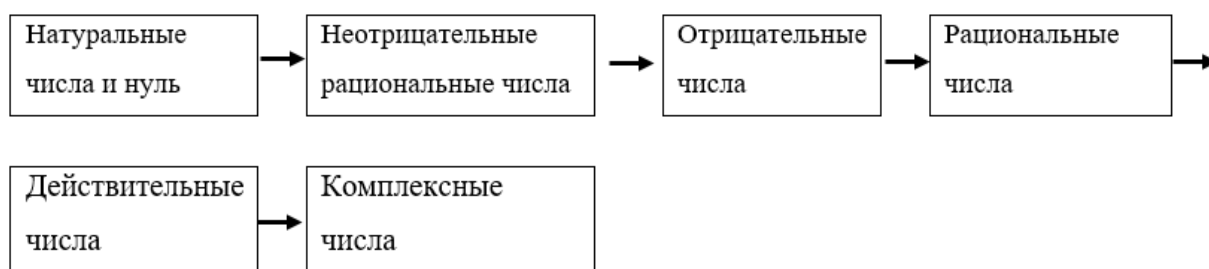 Натуральные
числа и нуль
Неотрицательные
рациональные числа
Отрицательные
числа
Рациональные
числа
Действительные
числа
Комплексные
числа